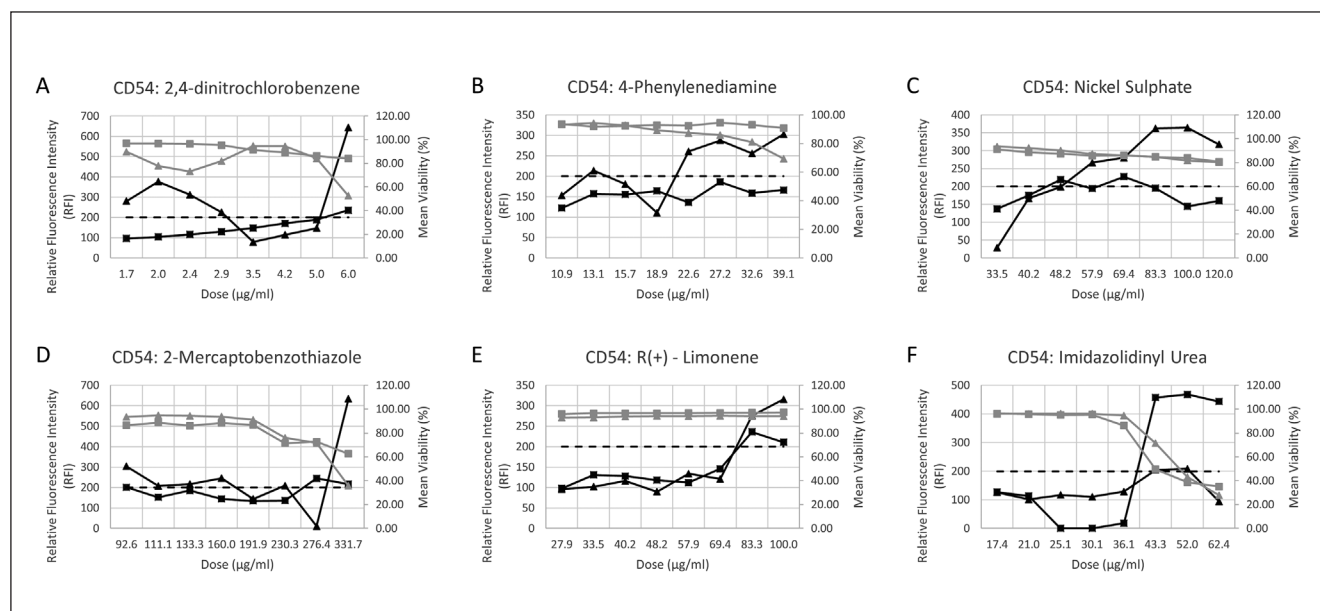 A
CD54: 2,4-dinitrochlorobenzene
Relative Fluorescence Intensity
(RFI)
700
600
500
400
300
200
100
0
120.00
100.00
80.00
60.00
40.00
20.00
0.00
Mean Viability (%)
1.7 2.0 2.4 2.9 3.5 4.2 5.0 6.0
Dose (µg/ml)
B
CD54: 4-Phenylenediamine
Relative Fluorescence Intensity
(RFI)
350
300
250
200
150
100
50
0
100.00
80.00
60.00
40.00
20.00
0.00
Mean Viability (%)
10.9 13.1 15.7 18.9 22.6 27.2 32.6 39.1
Dose (µg/ml)
C
CD54: Nickel Sulphate
Relative Fluorescence Intensity
(RFI)
400
350
300
250
200
150
100
50
0
120.00
100.00
80.00
60.00
40.00
20.00
0.00
Mean Viability (%)
33.5 40.2 48.2 57.9 69.4 83.3 100.0 120.0
Dose (µg/ml)
D
CD54: 2-Mercaptobenzothiazole
Relative Fluorescence Intensity
(RFI)
700
600
500
400
300
200
100
0
120.00
100.00
80.00
60.00
40.00
20.00
0.00
Mean Viability (%)
92.6 111.1 133.3 160.0 191.9 230.3 276.4 331.7
Dose (µg/ml)
E
CD54: R(+) - Limonene
Relative Fluorescence Intensity
(RFI)
350
300
250
200
150
100
50
0
120.00
100.00
80.00
60.00
40.00
20.00
0.00
Mean Viability (%)
27.9 33.5 40.2 48.2 57.9 69.4 83.3 100.0
Dose (µg/ml)
F
CD54: Imidazolidinyl Urea
Relative Fluorescence Intensity
(RFI)
500
400
300
200
100
0
120.00
100.00
80.00
60.00
40.00
20.00
0.00
Mean Viability (%)
17.4 21.0 25.1 30.1 36.1 43.3 52.0 62.4
Dose (µg/ml)